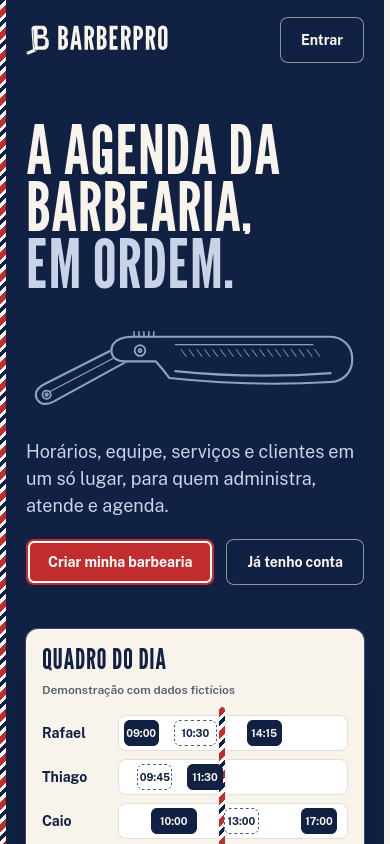 BARBERPRO
Entrar
A AGENDA DA
BARBEARIA,
EM ORDEM.
Horários, equipe, serviços e clientes em
um só lugar, para quem administra,
atende e agenda.
Criar minha barbearia
Já tenho conta
QUADRO DO DIA
Demonstração com dados fictícios
Rafael 09:00 10:30 14:15
Thiago 09:45 11:30
Caio 10:00 13:00 17:00